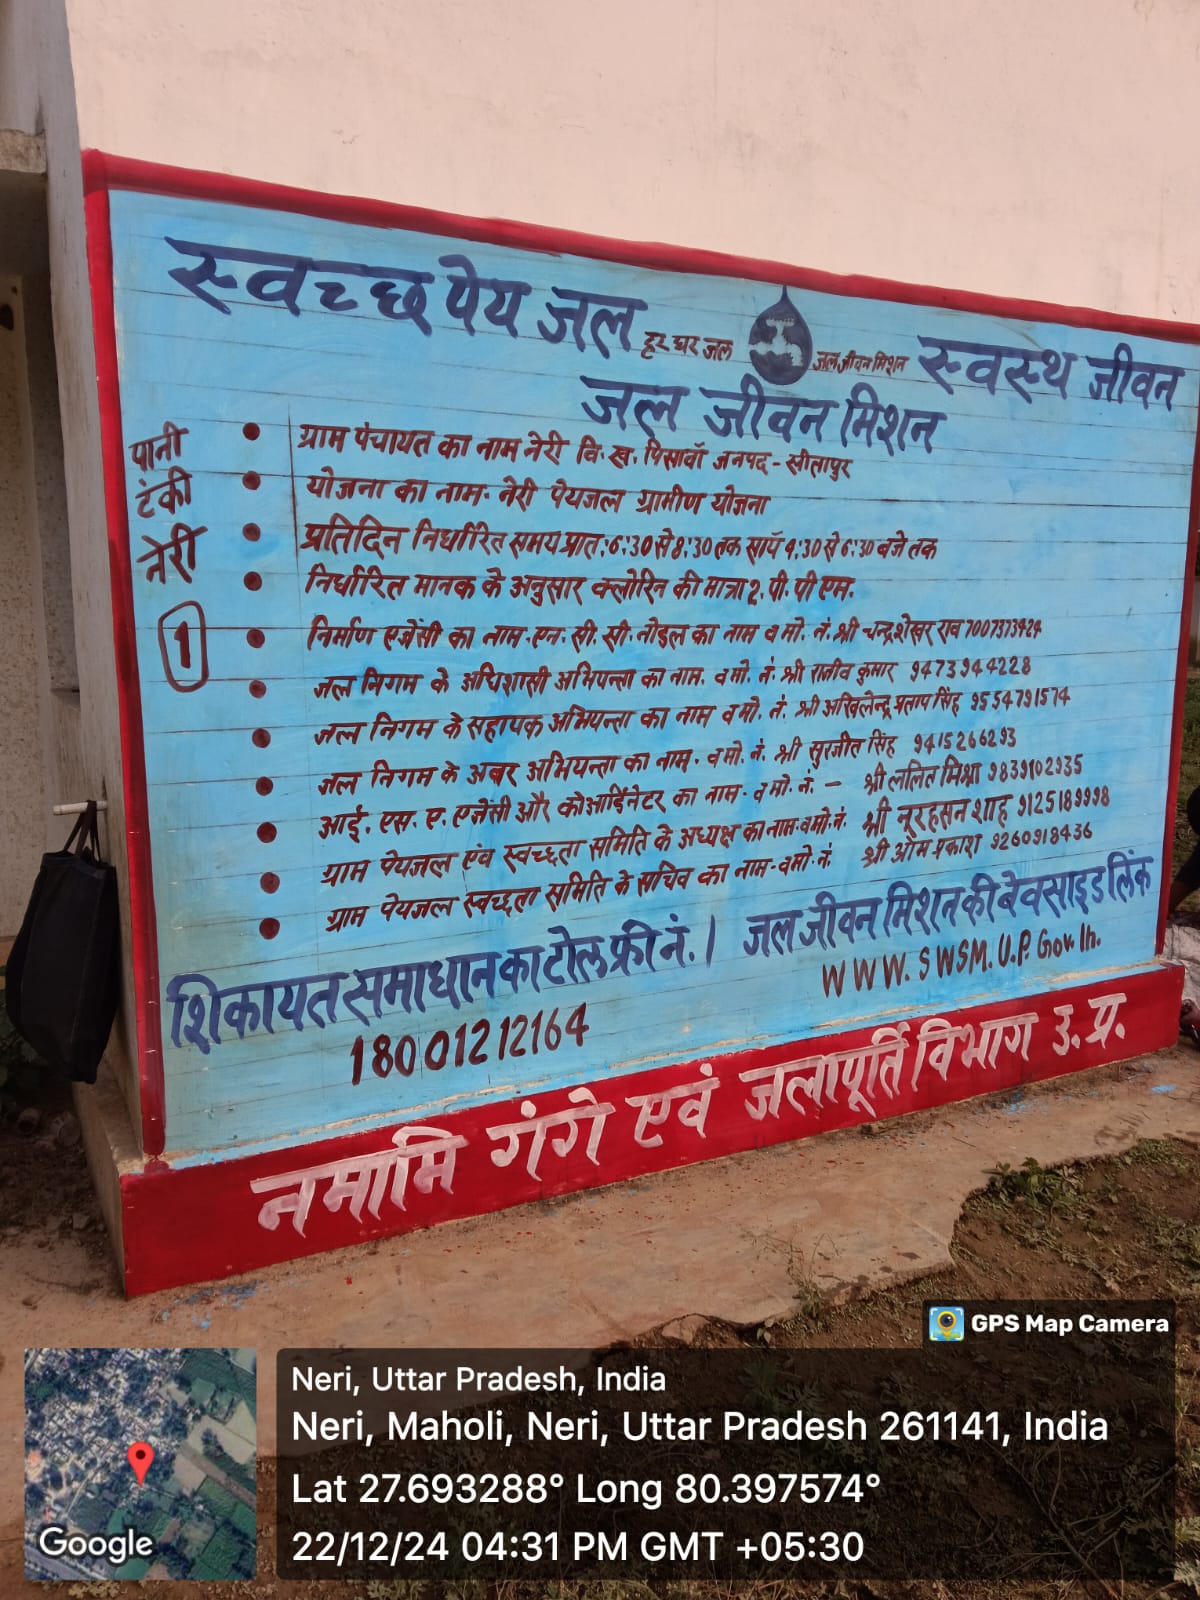 स्वच्छ पेय जल हर घर जल जल जीवन मिशन स्वस्थ जीवन
जल जीवन मिशन
पानी
टंकी
नेरी
1
ग्राम पंचायत का नाम नेरी वि. ख. पिसावाँ जनपद - सीतापुर
योजना का नाम- नेरी पेयजल ग्रामीण योजना
प्रतिदिन निर्धारित समय प्रात: 6:30 से 8:30 तक सायं 4:30 से 6:30 बजे तक
निर्धारित मानक के अनुसार क्लोरिन की मात्रा 2. पी. पी एम.
निर्माण एजेंसी का नाम- एन. सी. सी. नोडल का नाम व मो. नं. श्री चन्द्रशेखर राव 7007373424
जल निगम के अधिशासी अभियन्ता का नाम. व मो. नं. श्री राजीव कुमार 9473944228
जल निगम के सहायक अभियन्ता का नाम व मो. नं. श्री अखिलेन्द्र प्रताप सिंह 9554791574
जल निगम के अवर अभियन्ता का नाम. व मो. नं. श्री सुरजीत सिंह 9415266293
आई. एस. ए. एजेंसी और कोआर्डिनेटर का नाम- व मो. नं. - श्री ललित मिश्रा 9839102935
ग्राम पेयजल एंव स्वच्छता समिति के अध्यक्ष का नाम- व मो. नं. श्री नूरहसन शाह 9125189998
ग्राम पेयजल स्वच्छता समिति के सचिव का नाम- व मो. नं. श्री ओम प्रकाश 9260918436
शिकायत समाधान का टोल फ्री नं. । जल जीवन मिशन की बेवसाइड लिंक
18001212164 WWW. SWSM. U.P. Gov. In.
नमामि गंगे एवं जलापूर्ति विभाग उ. प्र.
GPS Map Camera
Neri, Uttar Pradesh, India
Neri, Maholi, Neri, Uttar Pradesh 261141, India
Lat 27.693288° Long 80.397574°
22/12/24 04:31 PM GMT +05:30
Google